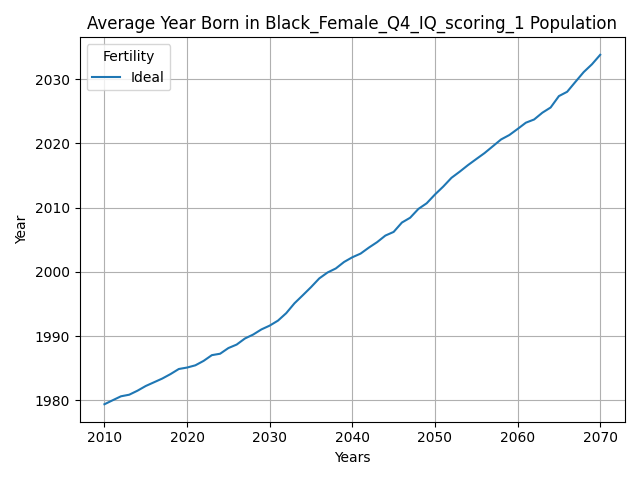 Average Year Born in Black_Female_Q4_IQ_scoring_1 Population
Fertility
Ideal
Year
2030
2020
2010
2000
1990
1980
2010 2020 2030 2040 2050 2060 2070
Years